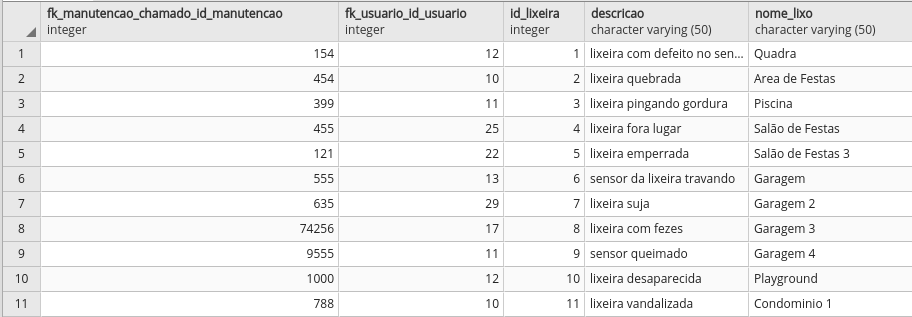 fk_manutencao_chamado_id_manutencao fk_usuario_id_usuario id_lixeira descricao nome_lixo
integer integer integer character varying (50) character varying (50)
1 154 12 1 lixeira com defeito no sen... Quadra
2 454 10 2 lixeira quebrada Area de Festas
3 399 11 3 lixeira pingando gordura Piscina
4 455 25 4 lixeira fora lugar Salão de Festas
5 121 22 5 lixeira emperrada Salão de Festas 3
6 555 13 6 sensor da lixeira travando Garagem
7 635 29 7 lixeira suja Garagem 2
8 74256 17 8 lixeira com fezes Garagem 3
9 9555 11 9 sensor queimado Garagem 4
10 1000 12 10 lixeira desaparecida Playground
11 788 10 11 lixeira vandalizada Condominio 1